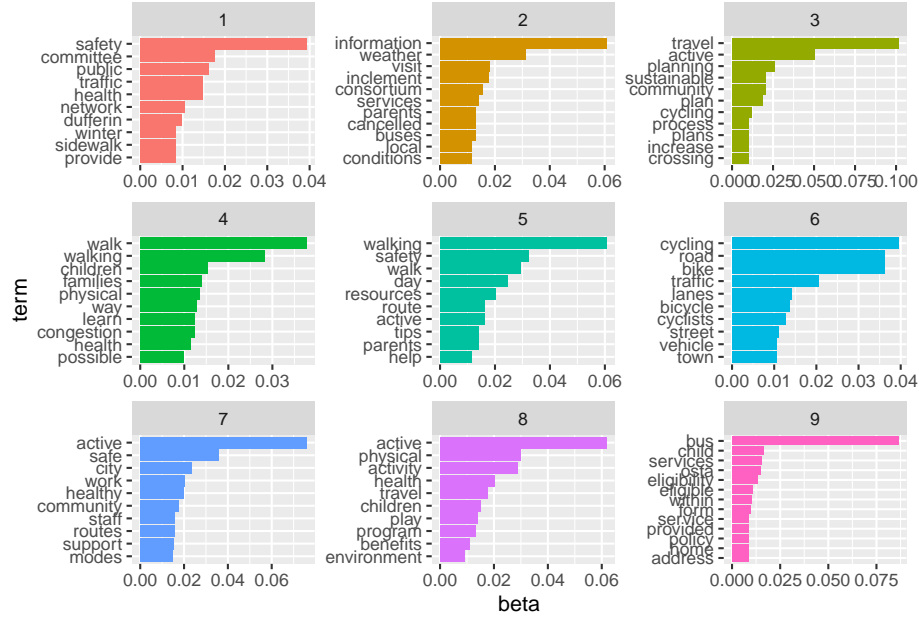 1
safety
committee
public
traffic
health
network
dufferin
winter
sidewalk
provide
0.00 0.01 0.02 0.03 0.04
2
information
weather
visit
inclement
consortium
services
parents
cancelled
buses
local
conditions
0.00 0.02 0.04 0.06
3
travel
active
planning
sustainable
community
plan
cycling
process
plans
increase
crossing
0.000 0.025 0.050 0.075 0.100
4
walk
walking
children
families
physical
way
learn
congestion
health
possible
0.00 0.01 0.02 0.03
5
walking
safety
walk
day
resources
route
active
tips
parents
help
0.00 0.02 0.04 0.06
6
cycling
road
bike
traffic
lanes
bicycle
cyclists
street
vehicle
town
0.00 0.01 0.02 0.03 0.04
7
active
safe
city
work
healthy
community
staff
routes
support
modes
0.00 0.02 0.04 0.06
8
active
physical
activity
health
travel
children
play
program
benefits
environment
0.00 0.02 0.04 0.06
9
bus
child
services
osta
eligibility
eligible
within
form
service
provided
policy
home
address
0.000 0.025 0.050 0.075
term
beta